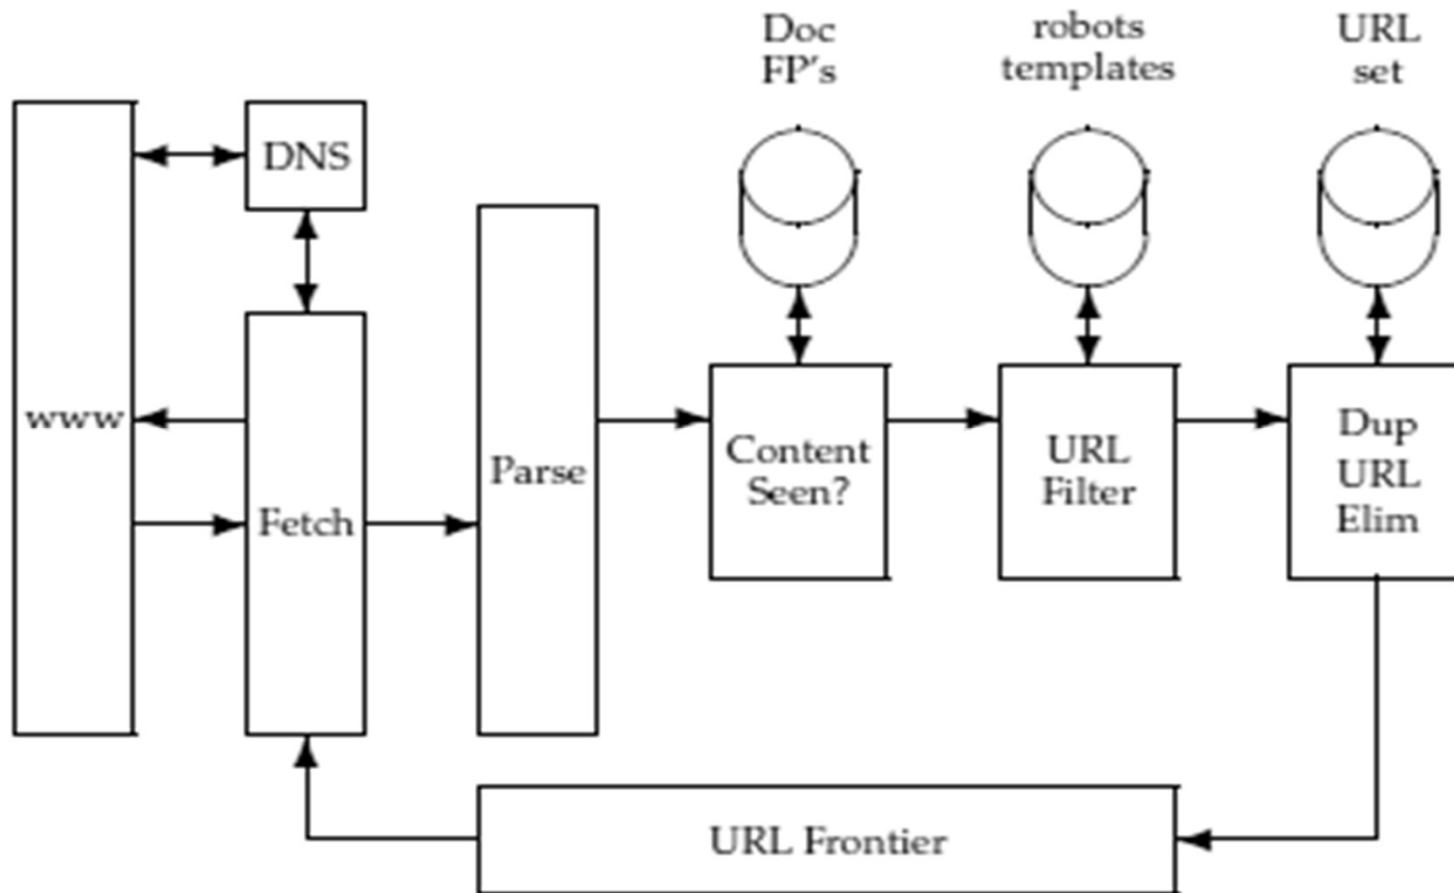 Doc
FP's
robots
templates
URL
set
DNS
www
Fetch
Parse
Content
Seen?
URL
Filter
Dup
URL
Elim
URL Frontier